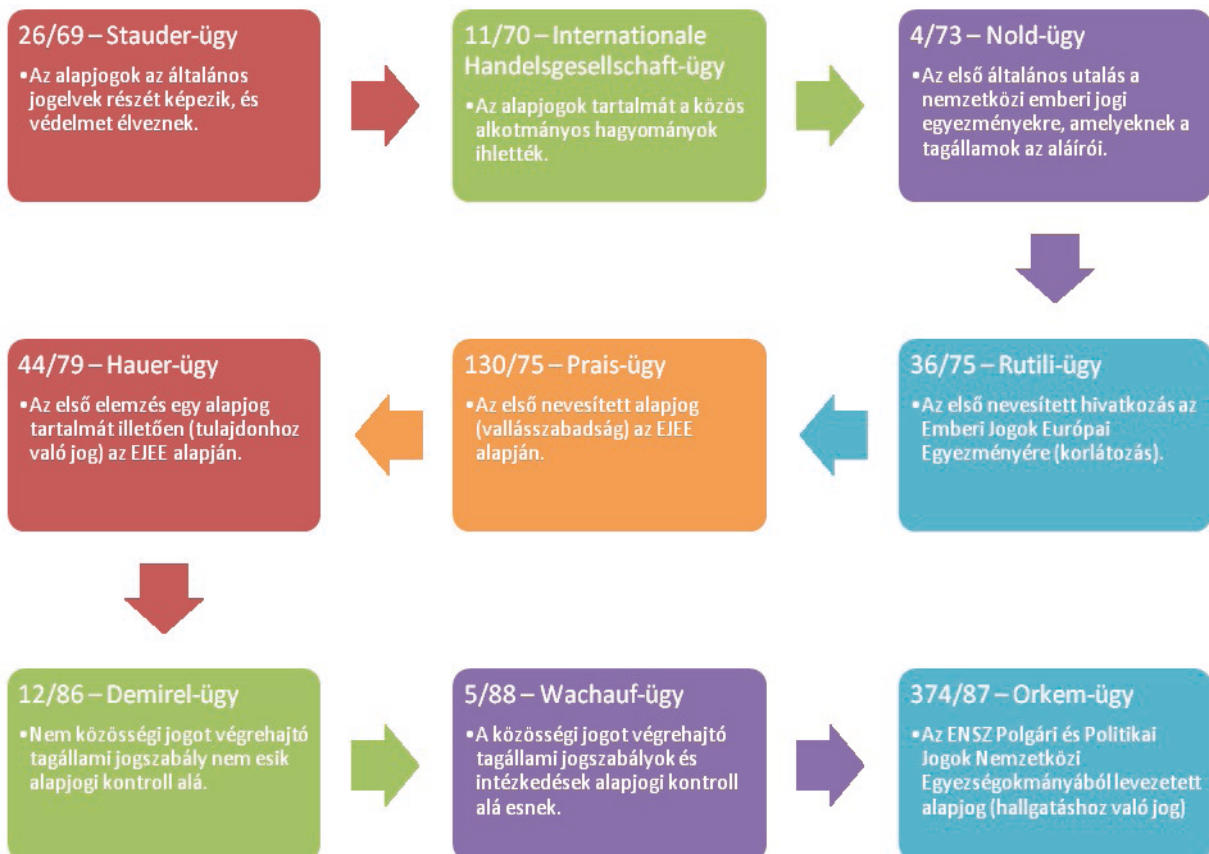 26/69 – Stauder-ügy
•Az alapjogok az általános
jogelvek részét képezik, és
védelmet élveznek.
11/70 – Internationale
Handelsgesellschaft-ügy
•Az alapjogok tartalmát a közös
alkotmányos hagyományok
ihlették.
4/73 – Nold-ügy
•Az első általános utalás a
nemzetközi emberi jogi
egyezményekre, amelyeknek a
tagállamok az aláírói.
36/75 – Rutili-ügy
•Az első nevesített hivatkozás az
Emberi Jogok Európai
Egyezményére (korlátozás).
130/75 – Prais-ügy
•Az első nevesített alapjog
(vallásszabadság) az EJEE
alapján.
44/79 – Hauer-ügy
•Az első elemzés egy alapjog
tartalmát illetően (tulajdonhoz
való jog) az EJEE alapján.
12/86 – Demirel-ügy
•Nem közösségi jogot végrehajtó
tagállami jogszabály nem esik
alapjogi kontroll alá.
5/88 – Wachauf-ügy
•A közösségi jogot végrehajtó
tagállami jogszabályok és
intézkedések alapjogi kontroll
alá esnek.
374/87 – Orkem-ügy
•Az ENSZ Polgári és Politikai
Jogok Nemzetközi
Egyezségokmányából levezetett
alapjog (hallgatáshoz való jog)